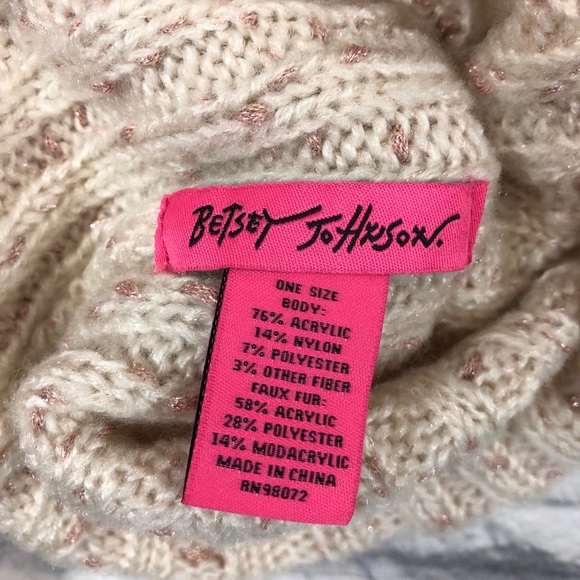 BETSEY JOHNSON.
ONE SIZE
BODY:
76% ACRYLIC
14% NYLON
7% POLYESTER
3% OTHER FIBER
FAUX FUR:
58% ACRYLIC
28% POLYESTER
14% MODACRYLIC
MADE IN CHINA
RN98072